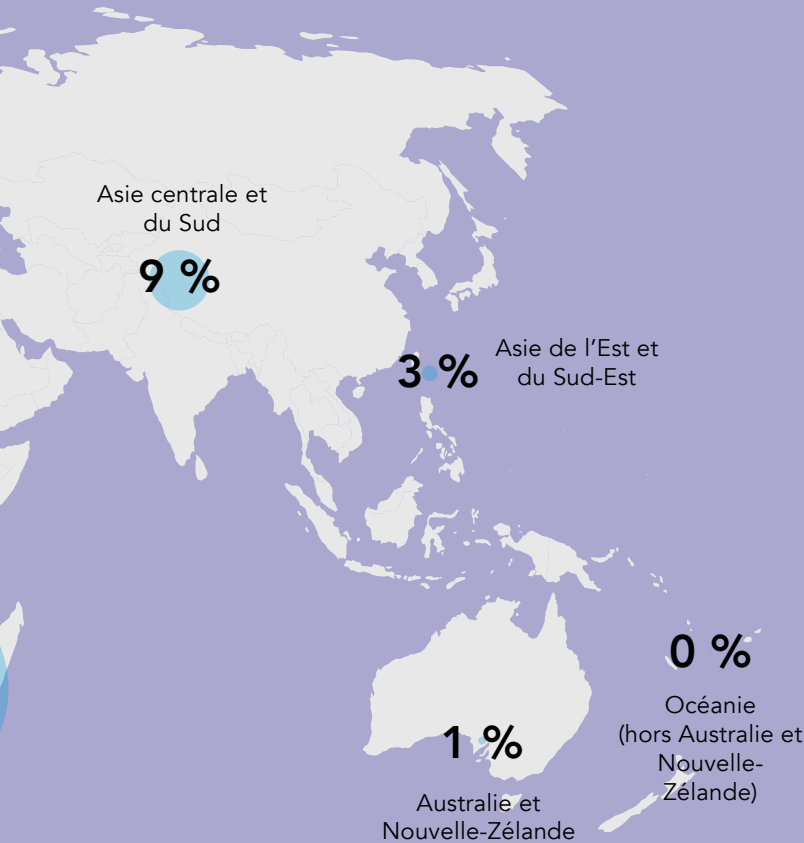 Asie centrale et
du Sud
9 %
3 %
Asie de l'Est et
du Sud-Est
0 %
Océanie
(hors Australie et
Nouvelle-
Zélande)
1 %
Australie et
Nouvelle-Zélande